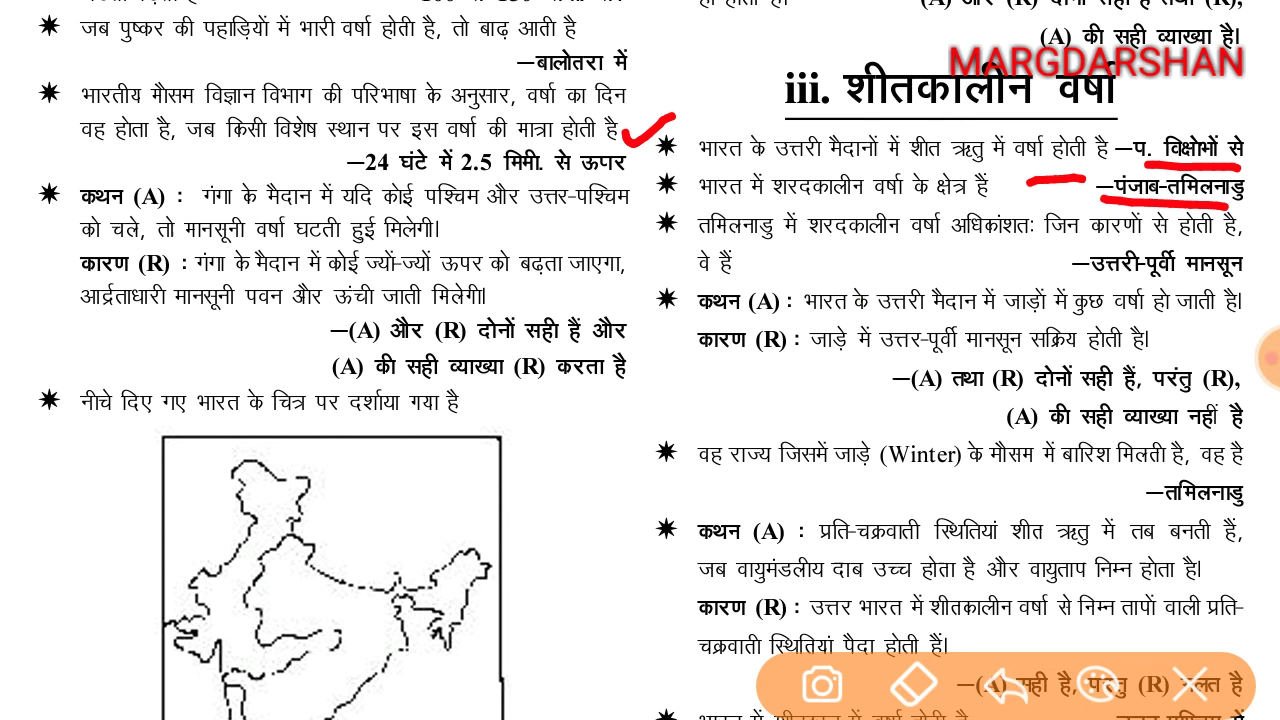 जब पुष्कर की पहाड़ियों में भारी वर्षा होती है, तो बाढ़ आती है
—बालोतरा में
भारतीय मौसम विज्ञान विभाग की परिभाषा के अनुसार, वर्षा का दिन
वह होता है, जब किसी विशेष स्थान पर इस वर्षा की मात्रा होती है
—24 घंटे में 2.5 मिमी. से ऊपर
कथन (A) : गंगा के मैदान में यदि कोई पश्चिम और उत्तर-पश्चिम
को चले, तो मानसूनी वर्षा घटती हुई मिलेगी।
कारण (R) : गंगा के मैदान में कोई ज्यों-ज्यों ऊपर को बढ़ता जाएगा,
आर्द्रताधारी मानसूनी पवन और ऊंची जाती मिलेगी।
—(A) और (R) दोनों सही हैं और
(A) की सही व्याख्या (R) करता है
नीचे दिए गए भारत के चित्र पर दर्शाया गया है
(A) की सही व्याख्या है।
MARGDARSHAN
iii. शीतकालीन वर्षा
भारत के उत्तरी मैदानों में शीत ऋतु में वर्षा होती है —प. विक्षोभों से
भारत में शरदकालीन वर्षा के क्षेत्र हैं —पंजाब-तमिलनाडु
तमिलनाडु में शरदकालीन वर्षा अधिकांशतः जिन कारणों से होती है,
वे हैं —उत्तरी-पूर्वी मानसून
कथन (A) : भारत के उत्तरी मैदान में जाड़ों में कुछ वर्षा हो जाती है।
कारण (R) : जाड़े में उत्तर-पूर्वी मानसून सक्रिय होती है।
—(A) तथा (R) दोनों सही हैं, परंतु (R),
(A) की सही व्याख्या नहीं है
वह राज्य जिसमें जाड़े (Winter) के मौसम में बारिश मिलती है, वह है
—तमिलनाडु
कथन (A) : प्रति-चक्रवाती स्थितियां शीत ऋतु में तब बनती हैं,
जब वायुमंडलीय दाब उच्च होता है और वायुताप निम्न होता है।
कारण (R) : उत्तर भारत में शीतकालीन वर्षा से निम्न तापों वाली प्रति-
चक्रवाती स्थितियां पैदा होती हैं।
—(A) सही है, परंतु (R) गलत है